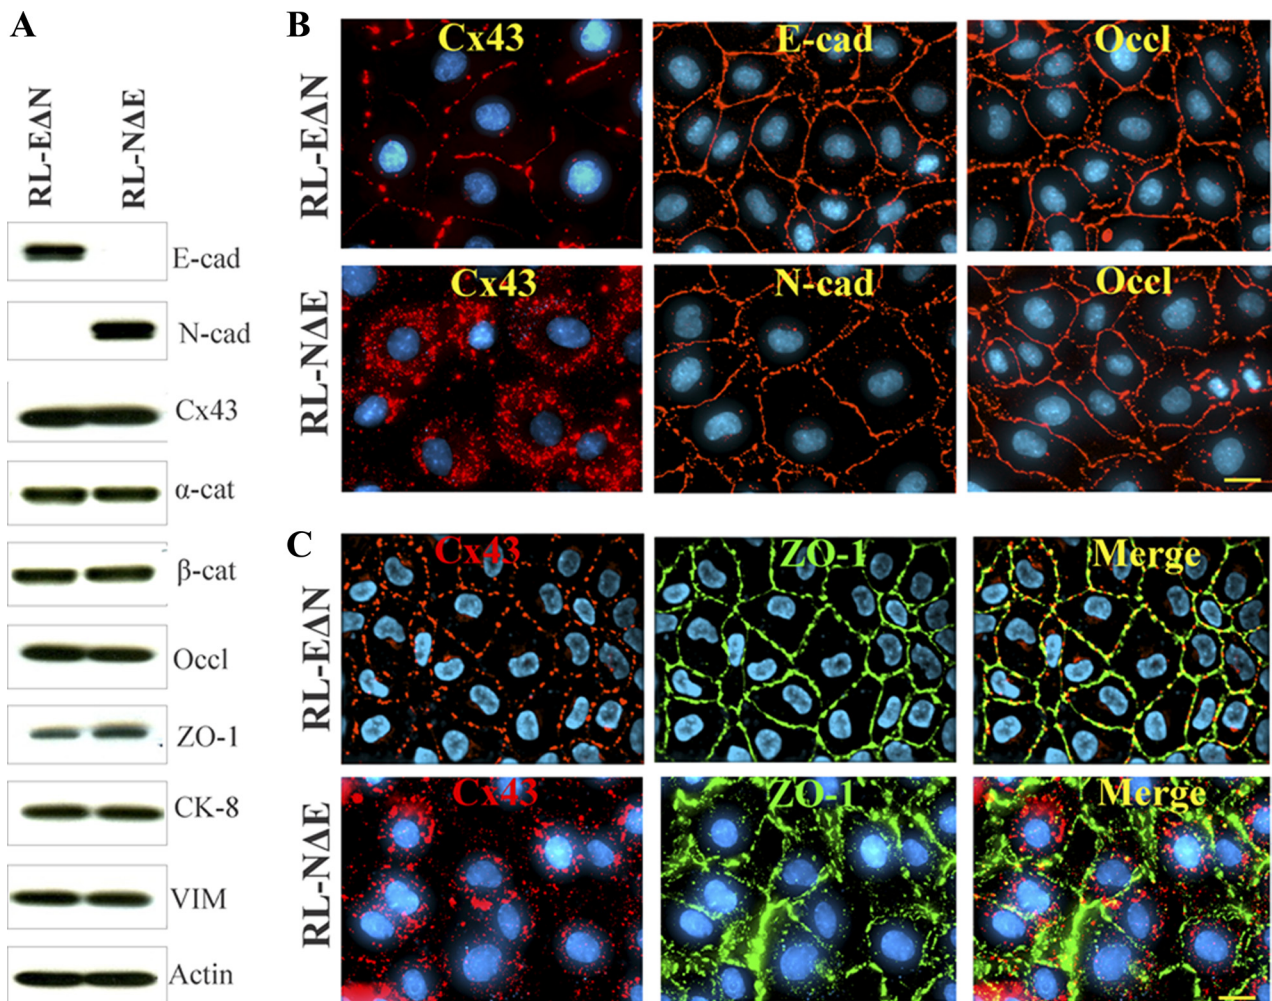 A
RL-EΔN
RL-NΔE
E-cad
N-cad
Cx43
α-cat
β-cat
Occl
ZO-1
CK-8
VIM
Actin
B
RL-EΔN
Cx43
E-cad
Occl
RL-NΔE
Cx43
N-cad
Occl
C
RL-EΔN
Cx43
ZO-1
Merge
RL-NΔE
Cx43
ZO-1
Merge